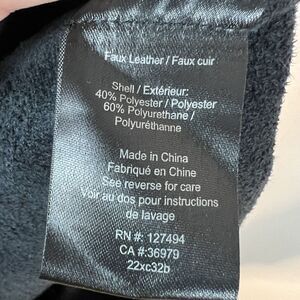 Faux Leather / Faux cuir
Shell / Extérieur:
40% Polyester / Polyester
60% Polyurethane /
Polyuréthanne
Made in China
Fabriqué en Chine
See reverse for care
Voir au dos pour instructions
de lavage
RN #: 127494
CA #:36979
22xc32b